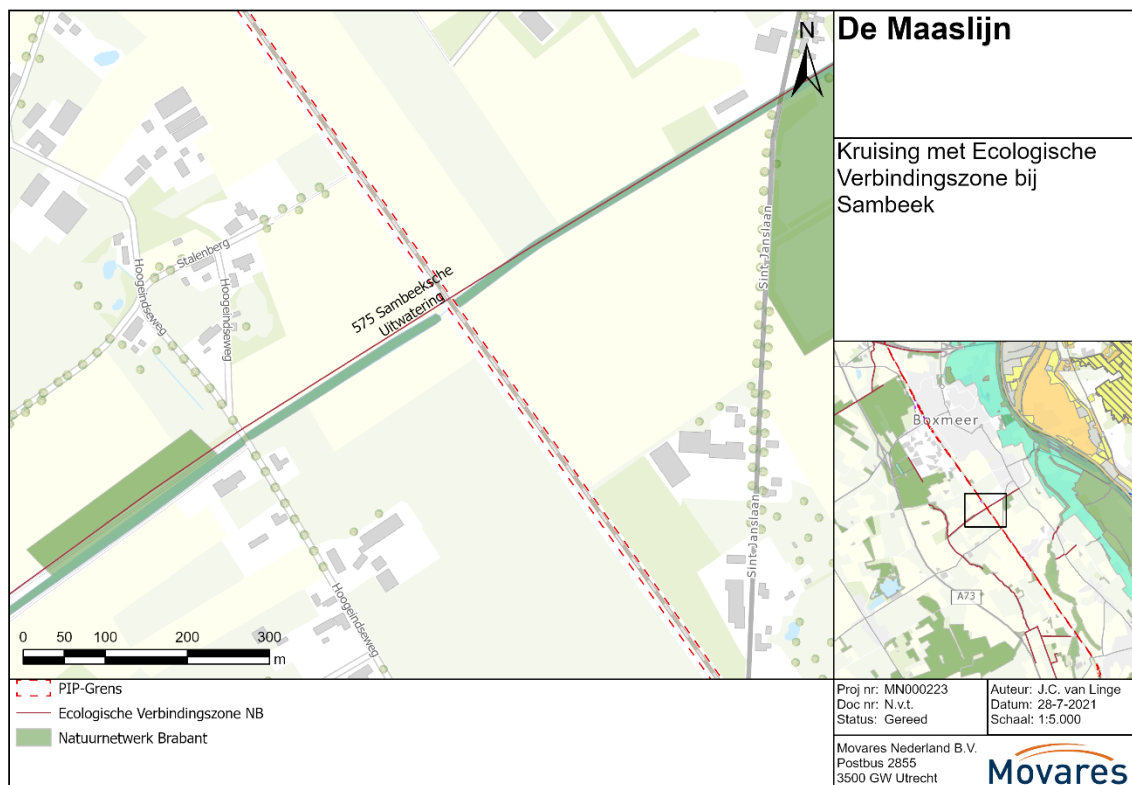 De Maaslijn
Kruising met Ecologische
Verbindingszone bij
Sambeek
N
Stalenberg
Hoogeindseweg
Hoogeindseweg
575 Sambeeksche
Uitwatering
Sint Janslaan
Sint-Janslaan
Hoogeindseweg
0 50 100 200 300
m
Boxmeer
A73
PIP-Grens
Ecologische Verbindingszone NB
Natuurnetwerk Brabant
Proj nr: MN000223
Doc nr: N.v.t.
Status: Gereed
Auteur: J.C. van Linge
Datum: 28-7-2021
Schaal: 1:5.000
Movares Nederland B.V.
Postbus 2855
3500 GW Utrecht
Movares